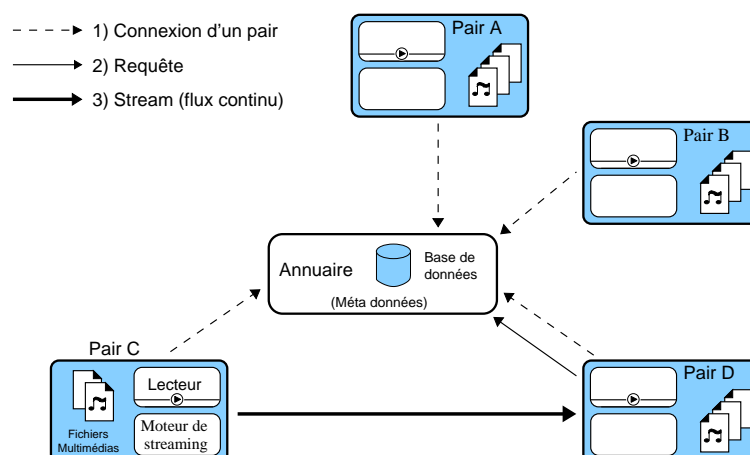 1) Connexion d'un pair
2) Requête
3) Stream (flux continu)
Pair A
Pair B
Annuaire
Base de
données
(Méta données)
Pair C
Lecteur
Fichiers
Multimédias
Moteur de
streaming
Pair D